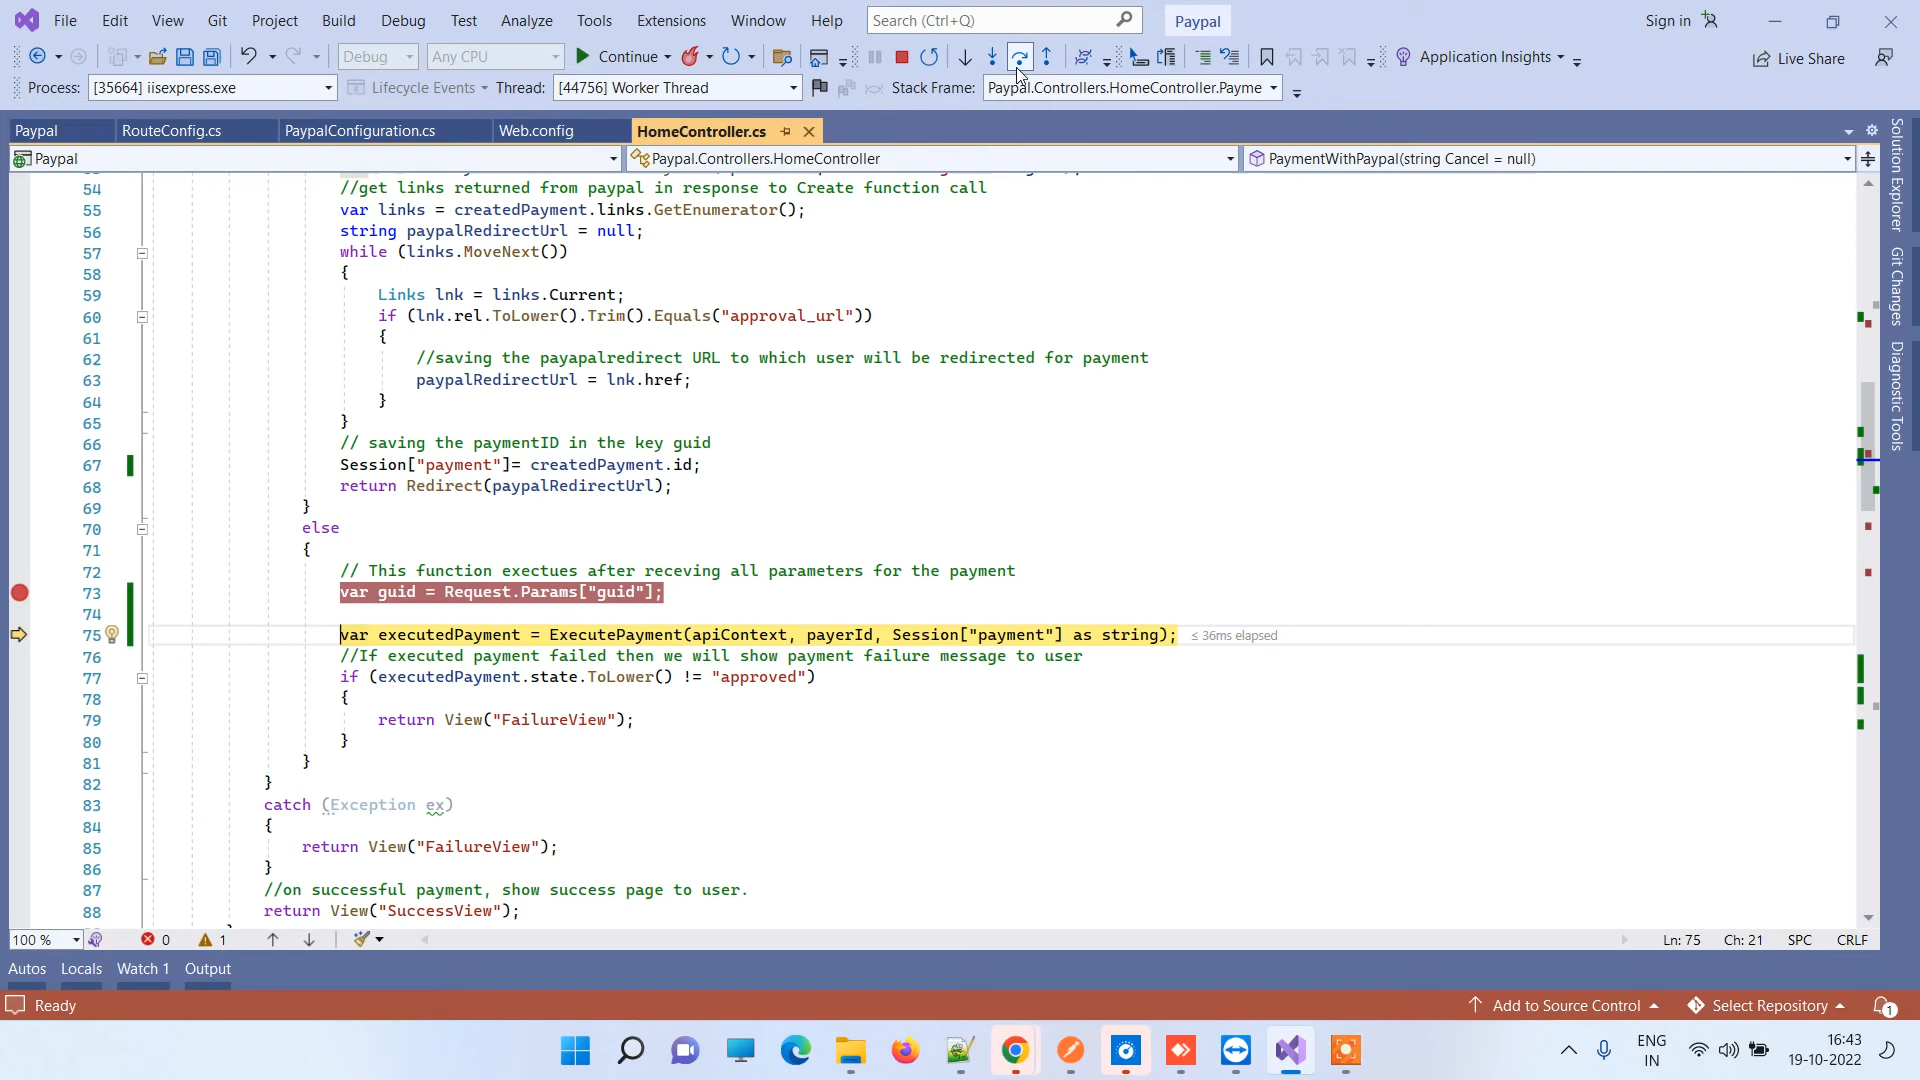 File Edit View Git Project Build Debug Test Analyze Tools Extensions Window Help Search (Ctrl+Q) Paypal Sign in
Debug Any CPU Continue Application Insights Live Share
Process: [35664] iisexpress.exe Lifecycle Events Thread: [44756] Worker Thread Stack Frame: Paypal.Controllers.HomeController.Payme
Paypal RouteConfig.cs PaypalConfiguration.cs Web.config HomeController.cs
Paypal Paypal.Controllers.HomeController PaymentWithPaypal(string Cancel = null)
54 //get links returned from paypal in response to Create function call
55 var links = createdPayment.links.GetEnumerator();
56 string paypalRedirectUrl = null;
57 while (links.MoveNext())
58 {
59 Links lnk = links.Current;
60 if (lnk.rel.ToLower().Trim().Equals("approval_url"))
61 {
62 //saving the payapalredirect URL to which user will be redirected for payment
63 paypalRedirectUrl = lnk.href;
64 }
65 }
66 // saving the paymentID in the key guid
67 Session["payment"]= createdPayment.id;
68 return Redirect(paypalRedirectUrl);
69 }
70 else
71 {
72 // This function exectues after receving all parameters for the payment
73 var guid = Request.Params["guid"];
74
75 var executedPayment = ExecutePayment(apiContext, payerId, Session["payment"] as string); ≤ 36ms elapsed
76 //If executed payment failed then we will show payment failure message to user
77 if (executedPayment.state.ToLower() != "approved")
78 {
79 return View("FailureView");
80 }
81 }
82 }
83 catch (Exception ex)
84 {
85 return View("FailureView");
86 }
87 //on successful payment, show success page to user.
88 return View("SuccessView");
Solution Explorer
Git Changes
Diagnostic Tools
100 % 0 1 Ln: 75 Ch: 21 SPC CRLF
Autos Locals Watch 1 Output
Ready Add to Source Control Select Repository 1
ENG
IN
16:43
19-10-2022